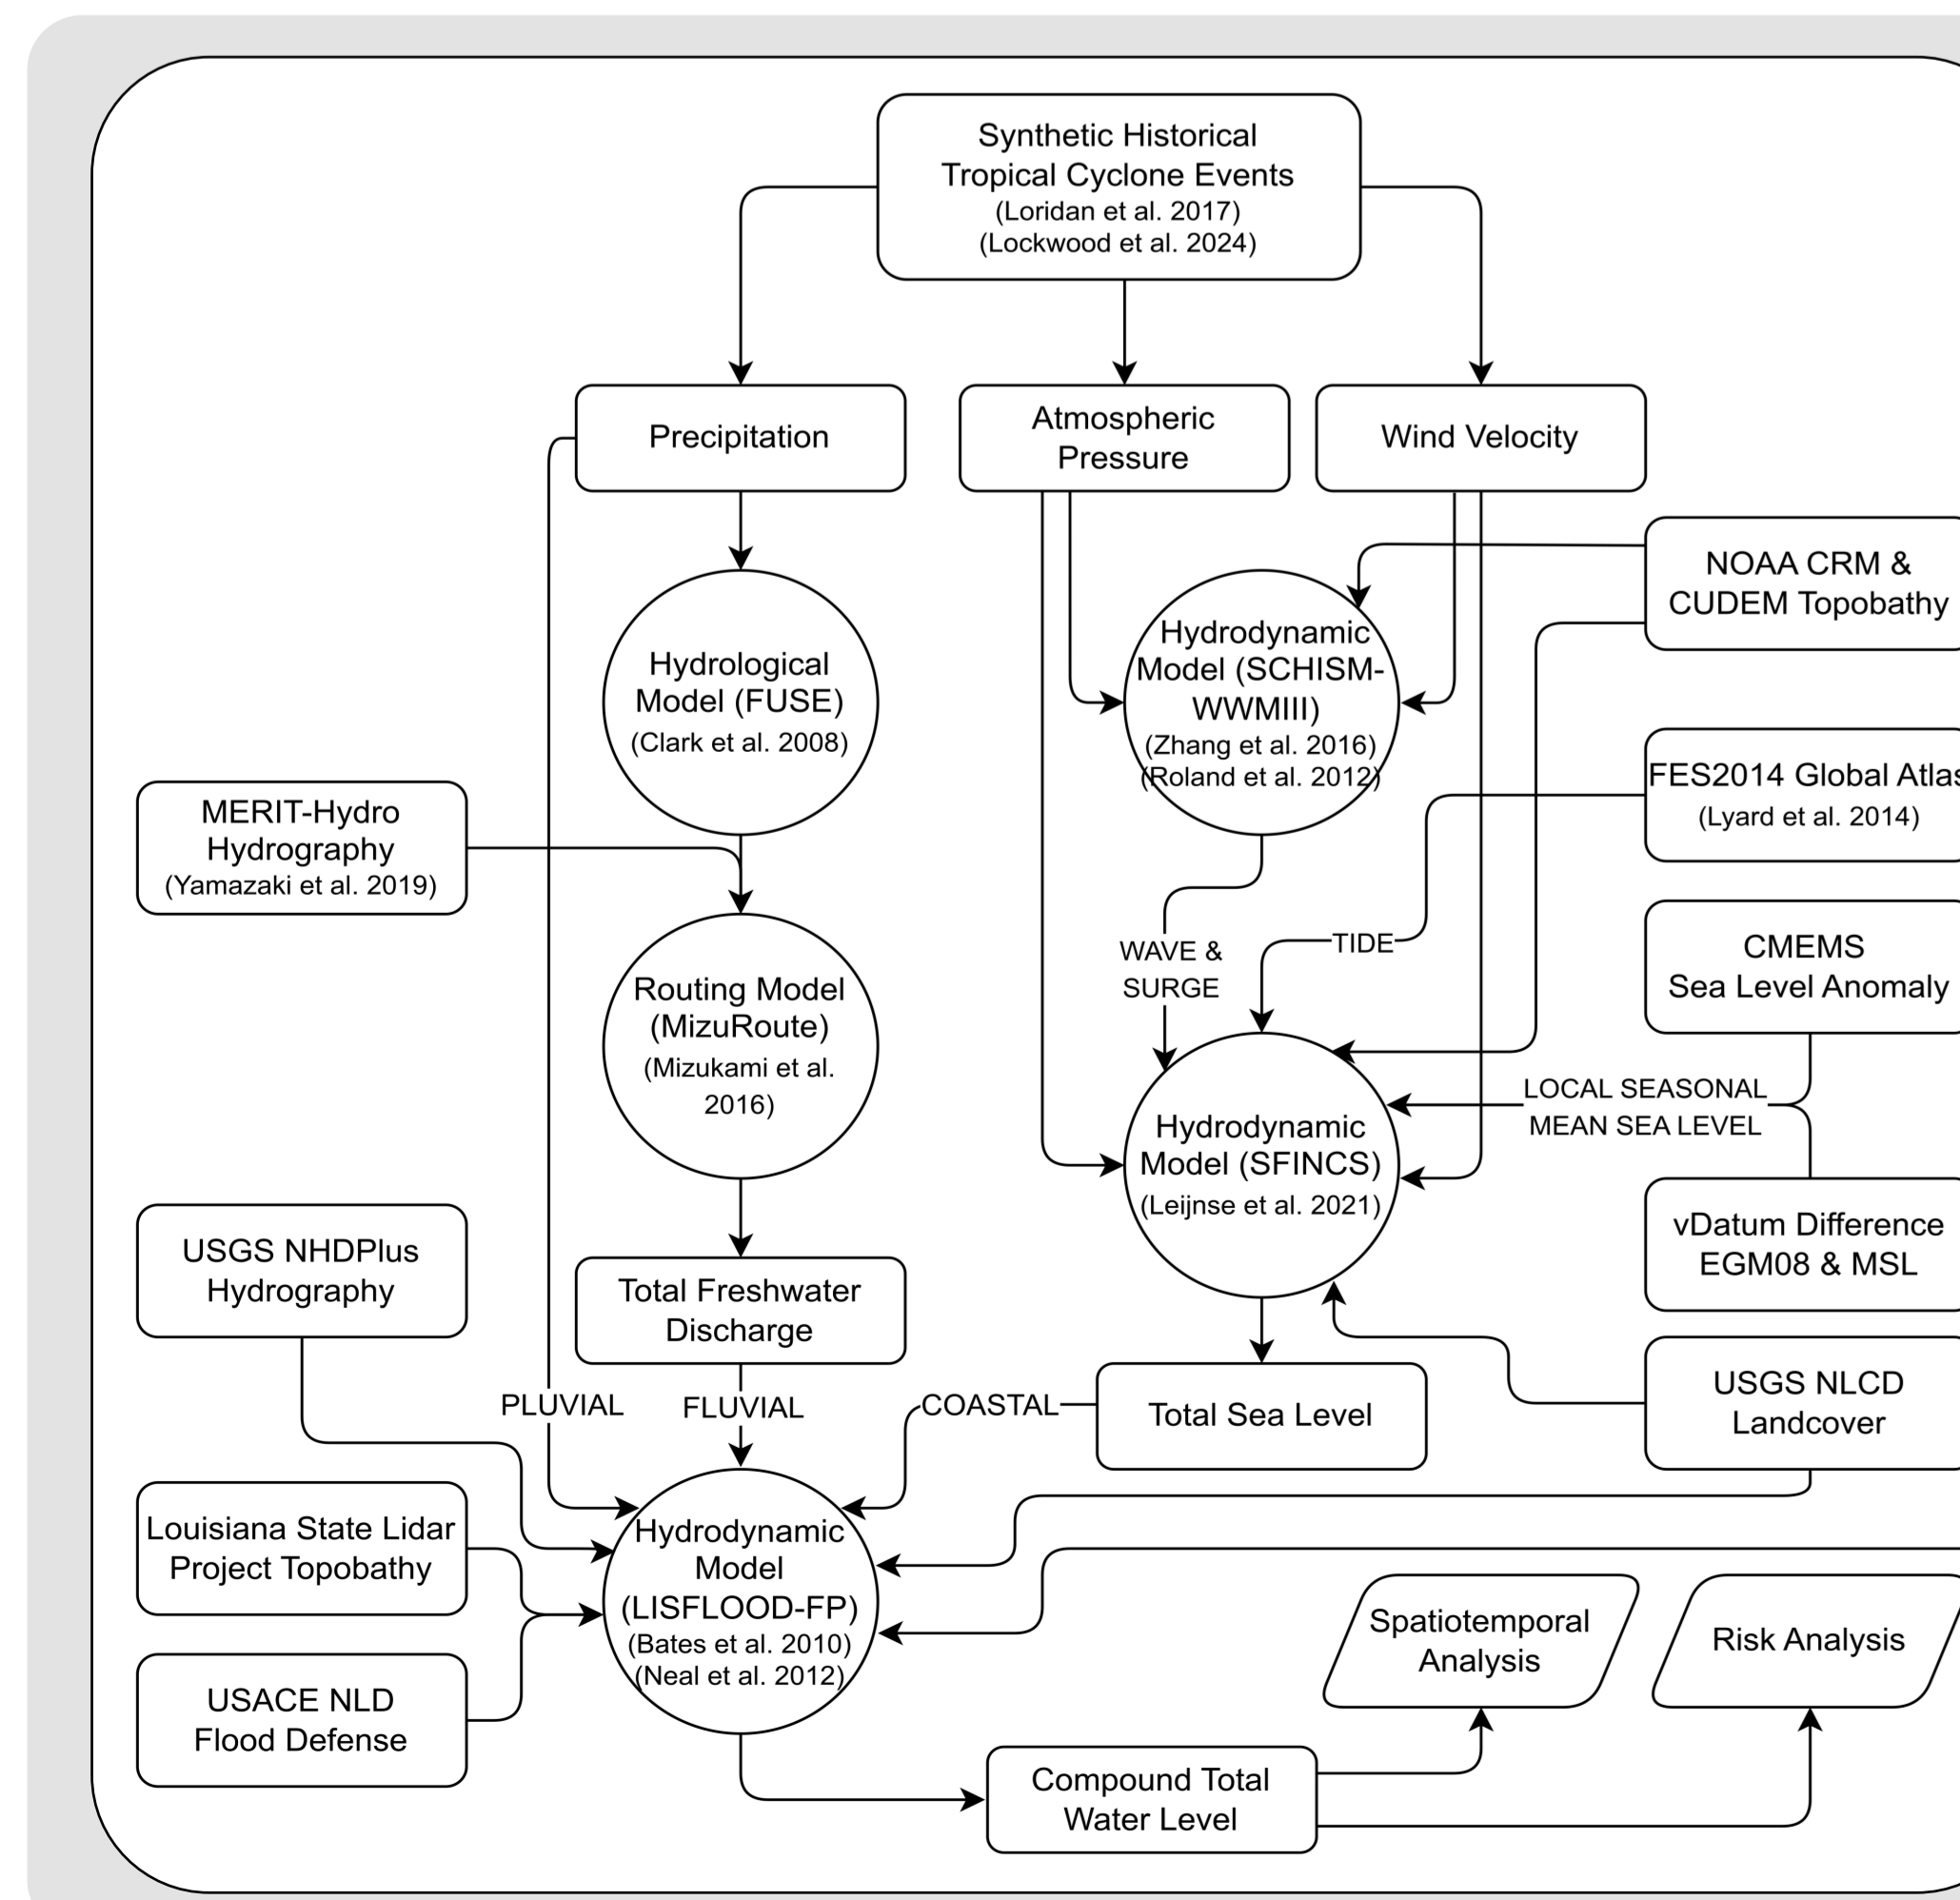 Synthetic Historical
Tropical Cyclone Events
(Loridan et al. 2017)
(Lockwood et al. 2024)
Precipitation
Atmospheric
Pressure
Wind Velocity
NOAA CRM &
CUDEM Topobathy
Hydrological
Model (FUSE)
(Clark et al. 2008)
Hydrodynamic
Model (SCHISM-
WWMIII)
(Zhang et al. 2016)
(Roland et al. 2012)
FES2014 Global Atlas
(Lyard et al. 2014)
MERIT-Hydro
Hydrography
(Yamazaki et al. 2019)
WAVE &
SURGE
TIDE
CMEMS
Sea Level Anomaly
Routing Model
(MizuRoute)
(Mizukami et al.
2016)
LOCAL SEASONAL
MEAN SEA LEVEL
Hydrodynamic
Model (SFINCS)
(Leijnse et al. 2021)
vDatum Difference
EGM08 & MSL
USGS NHDPlus
Hydrography
Total Freshwater
Discharge
PLUVIAL
FLUVIAL
COASTAL
Total Sea Level
USGS NLCD
Landcover
Louisiana State Lidar
Project Topobathy
Hydrodynamic
Model
(LISFLOOD-FP)
(Bates et al. 2010)
(Neal et al. 2012)
Spatiotemporal
Analysis
Risk Analysis
USACE NLD
Flood Defense
Compound Total
Water Level